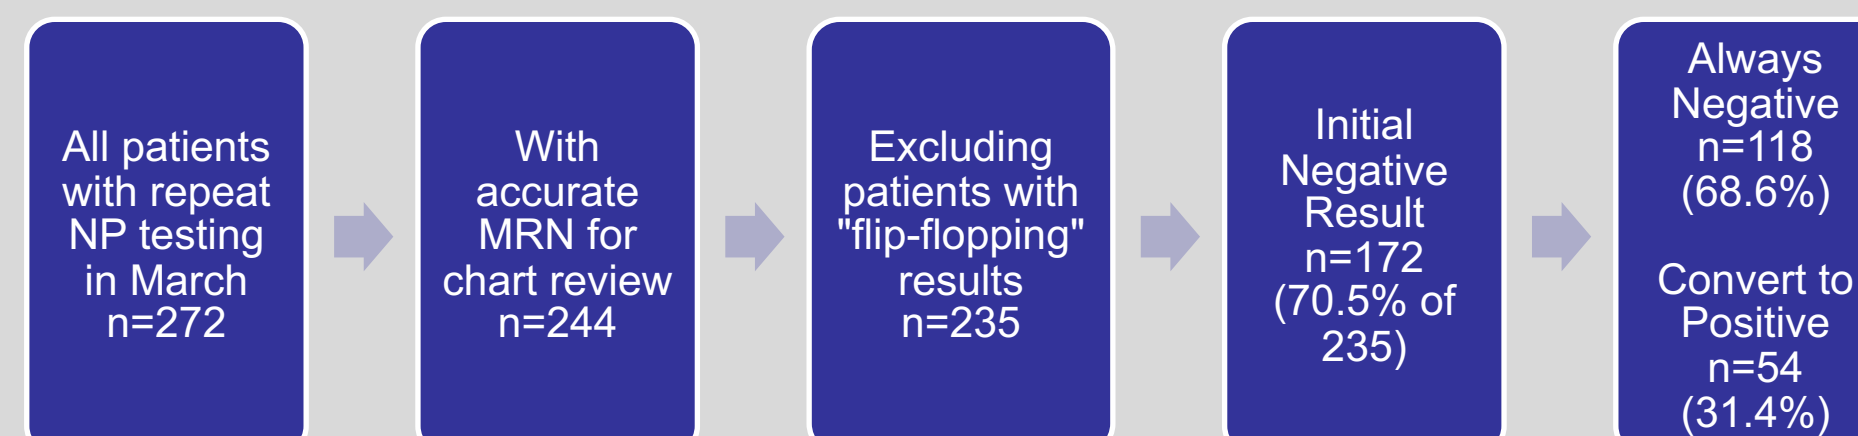 All patients
with repeat
NP testing
in March
n=272
With
accurate
MRN for
chart review
n=244
Excluding
patients with
"flip-flopping"
results
n=235
Initial
Negative
Result
n=172
(70.5% of
235)
Always
Negative
n=118
(68.6%)
Convert to
Positive
n=54
(31.4%)